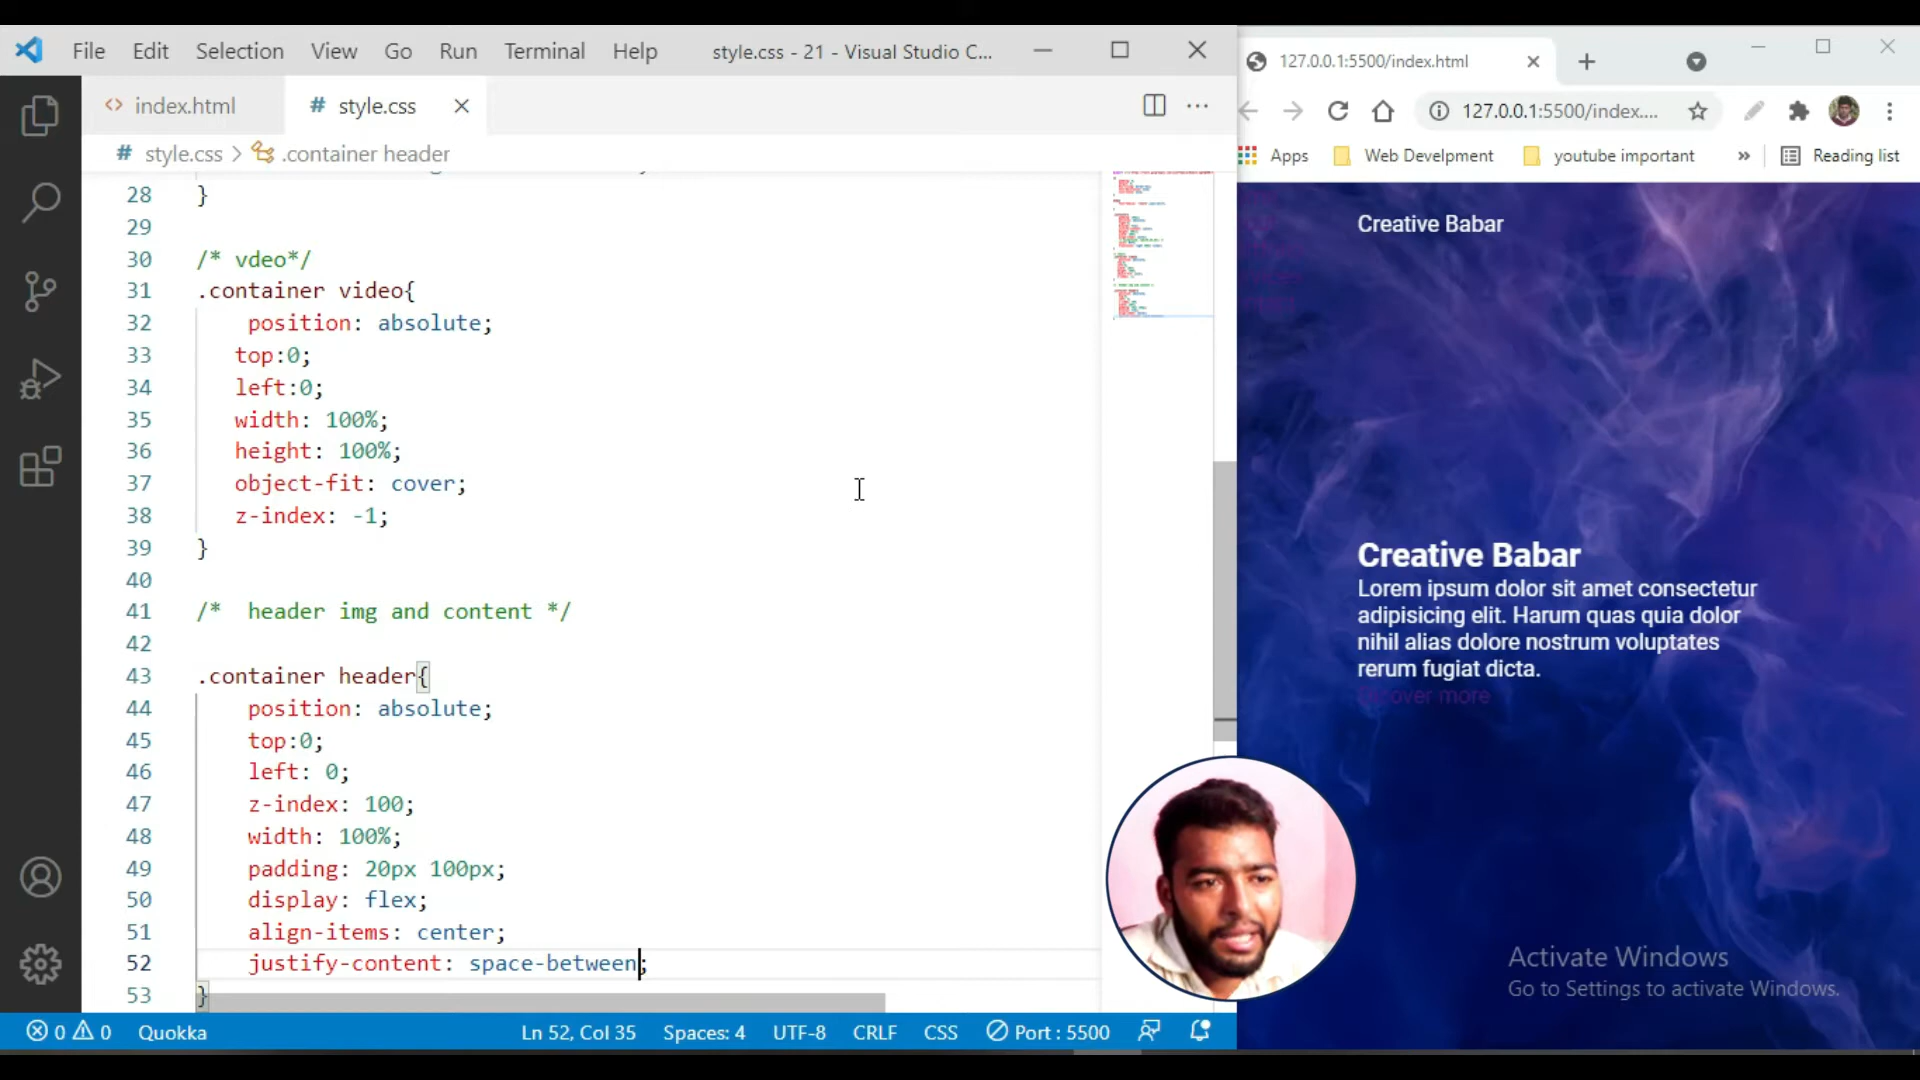 File Edit Selection View Go Run Terminal Help style.css - 21 - Visual Studio C...
index.html style.css
style.css > .container header
28 }
29
30 /* vdeo*/
31 .container video{
32 position: absolute;
33 top:0;
34 left:0;
35 width: 100%;
36 height: 100%;
37 object-fit: cover;
38 z-index: -1;
39 }
40
41 /* header img and content */
42
43 .container header{
44 position: absolute;
45 top:0;
46 left: 0;
47 z-index: 100;
48 width: 100%;
49 padding: 20px 100px;
50 display: flex;
51 align-items: center;
52 justify-content: space-between;
53 }
0 0 Quokka Ln 52, Col 35 Spaces: 4 UTF-8 CRLF CSS Port : 5500
127.0.0.1:5500/index.html
127.0.0.1:5500/index....
Apps Web Develpment youtube important » Reading list
Creative Babar
Creative Babar
Lorem ipsum dolor sit amet consectetur
adipisicing elit. Harum quas quia dolor
nihil alias dolore nostrum voluptates
rerum fugiat dicta.
more
Activate Windows
Go to Settings to activate Windows.